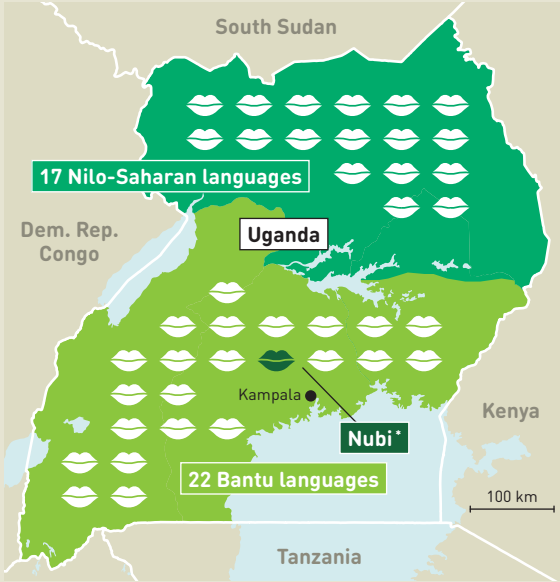 South Sudan
17 Nilo-Saharan languages
Dem. Rep.
Congo
Uganda
Kampala
Nubi*
Kenya
22 Bantu languages
100 km
Tanzania